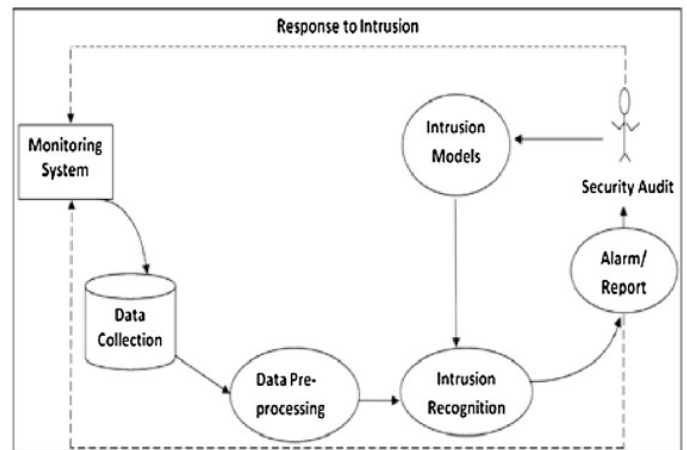 Response to Intrusion
Monitoring
System
Intrusion
Models
Security Audit
Alarm/
Report
Data
Collection
Data Pre-
processing
Intrusion
Recognition